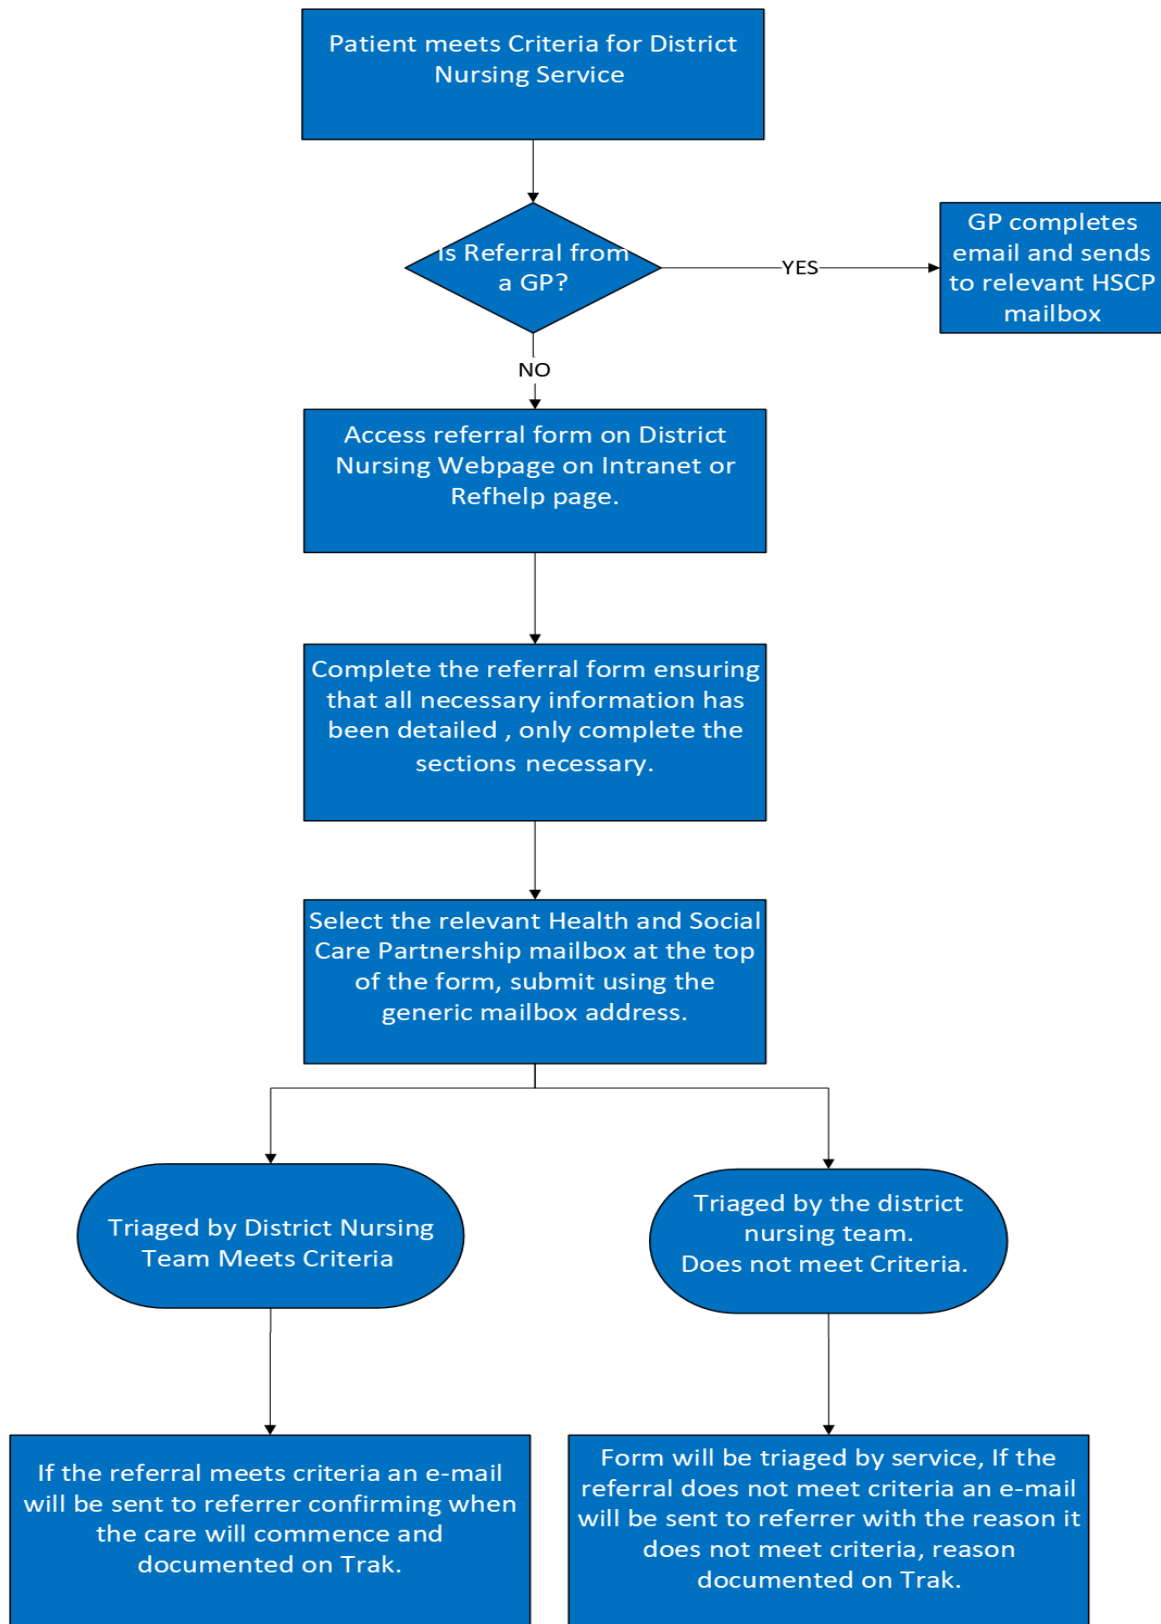 Patient meets Criteria for District
Nursing Service
Is Referral from
a GP?
YES
GP completes
email and sends
to relevant HSCP
mailbox
NO
Access referral form on District
Nursing Webpage on Intranet or
Refhelp page.
Complete the referral form ensuring
that all necessary information has
been detailed , only complete the
sections necessary.
Select the relevant Health and Social
Care Partnership mailbox at the top
of the form, submit using the
generic mailbox address.
Triaged by District Nursing
Team Meets Criteria
Triaged by the district
nursing team.
Does not meet Criteria.
If the referral meets criteria an e-mail
will be sent to referrer confirming when
the care will commence and
documented on Trak.
Form will be triaged by service, If the
referral does not meet criteria an e-mail
will be sent to referrer with the reason it
does not meet criteria, reason
documented on Trak.